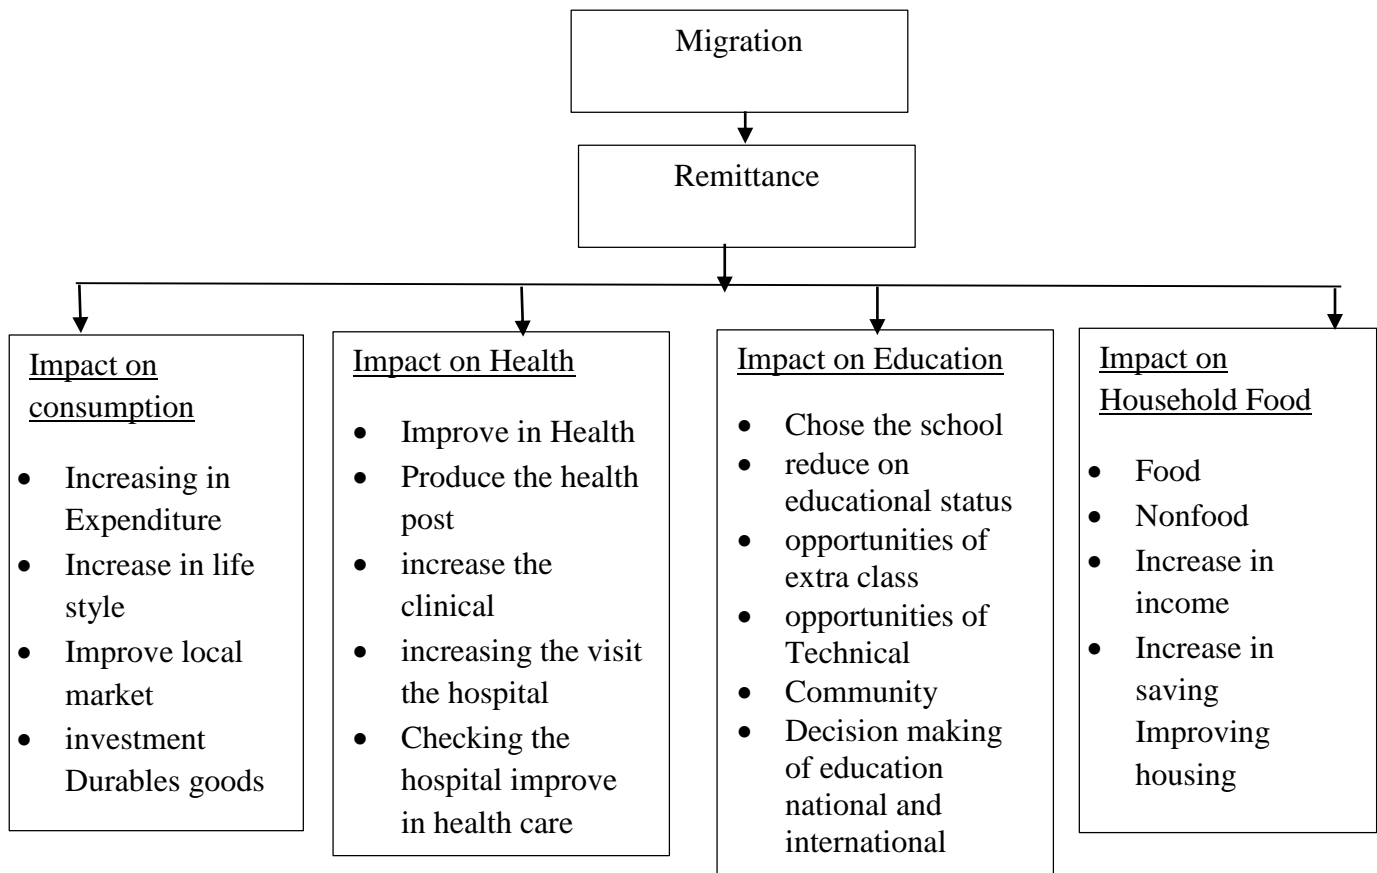 Migration
Remittance
Impact on
consumption
• Increasing in
Expenditure
• Increase in life
style
• Improve local
market
• investment
Durables goods
Impact on Health
• Improve in Health
• Produce the health
post
• increase the
clinical
• increasing the visit
the hospital
• Checking the
hospital improve
in health care
Impact on Education
• Chose the school
• reduce on
educational status
• opportunities of
extra class
• opportunities of
Technical
• Community
• Decision making
of education
national and
international
Impact on
Household Food
• Food
• Nonfood
• Increase in
income
• Increase in
saving
Improving
housing